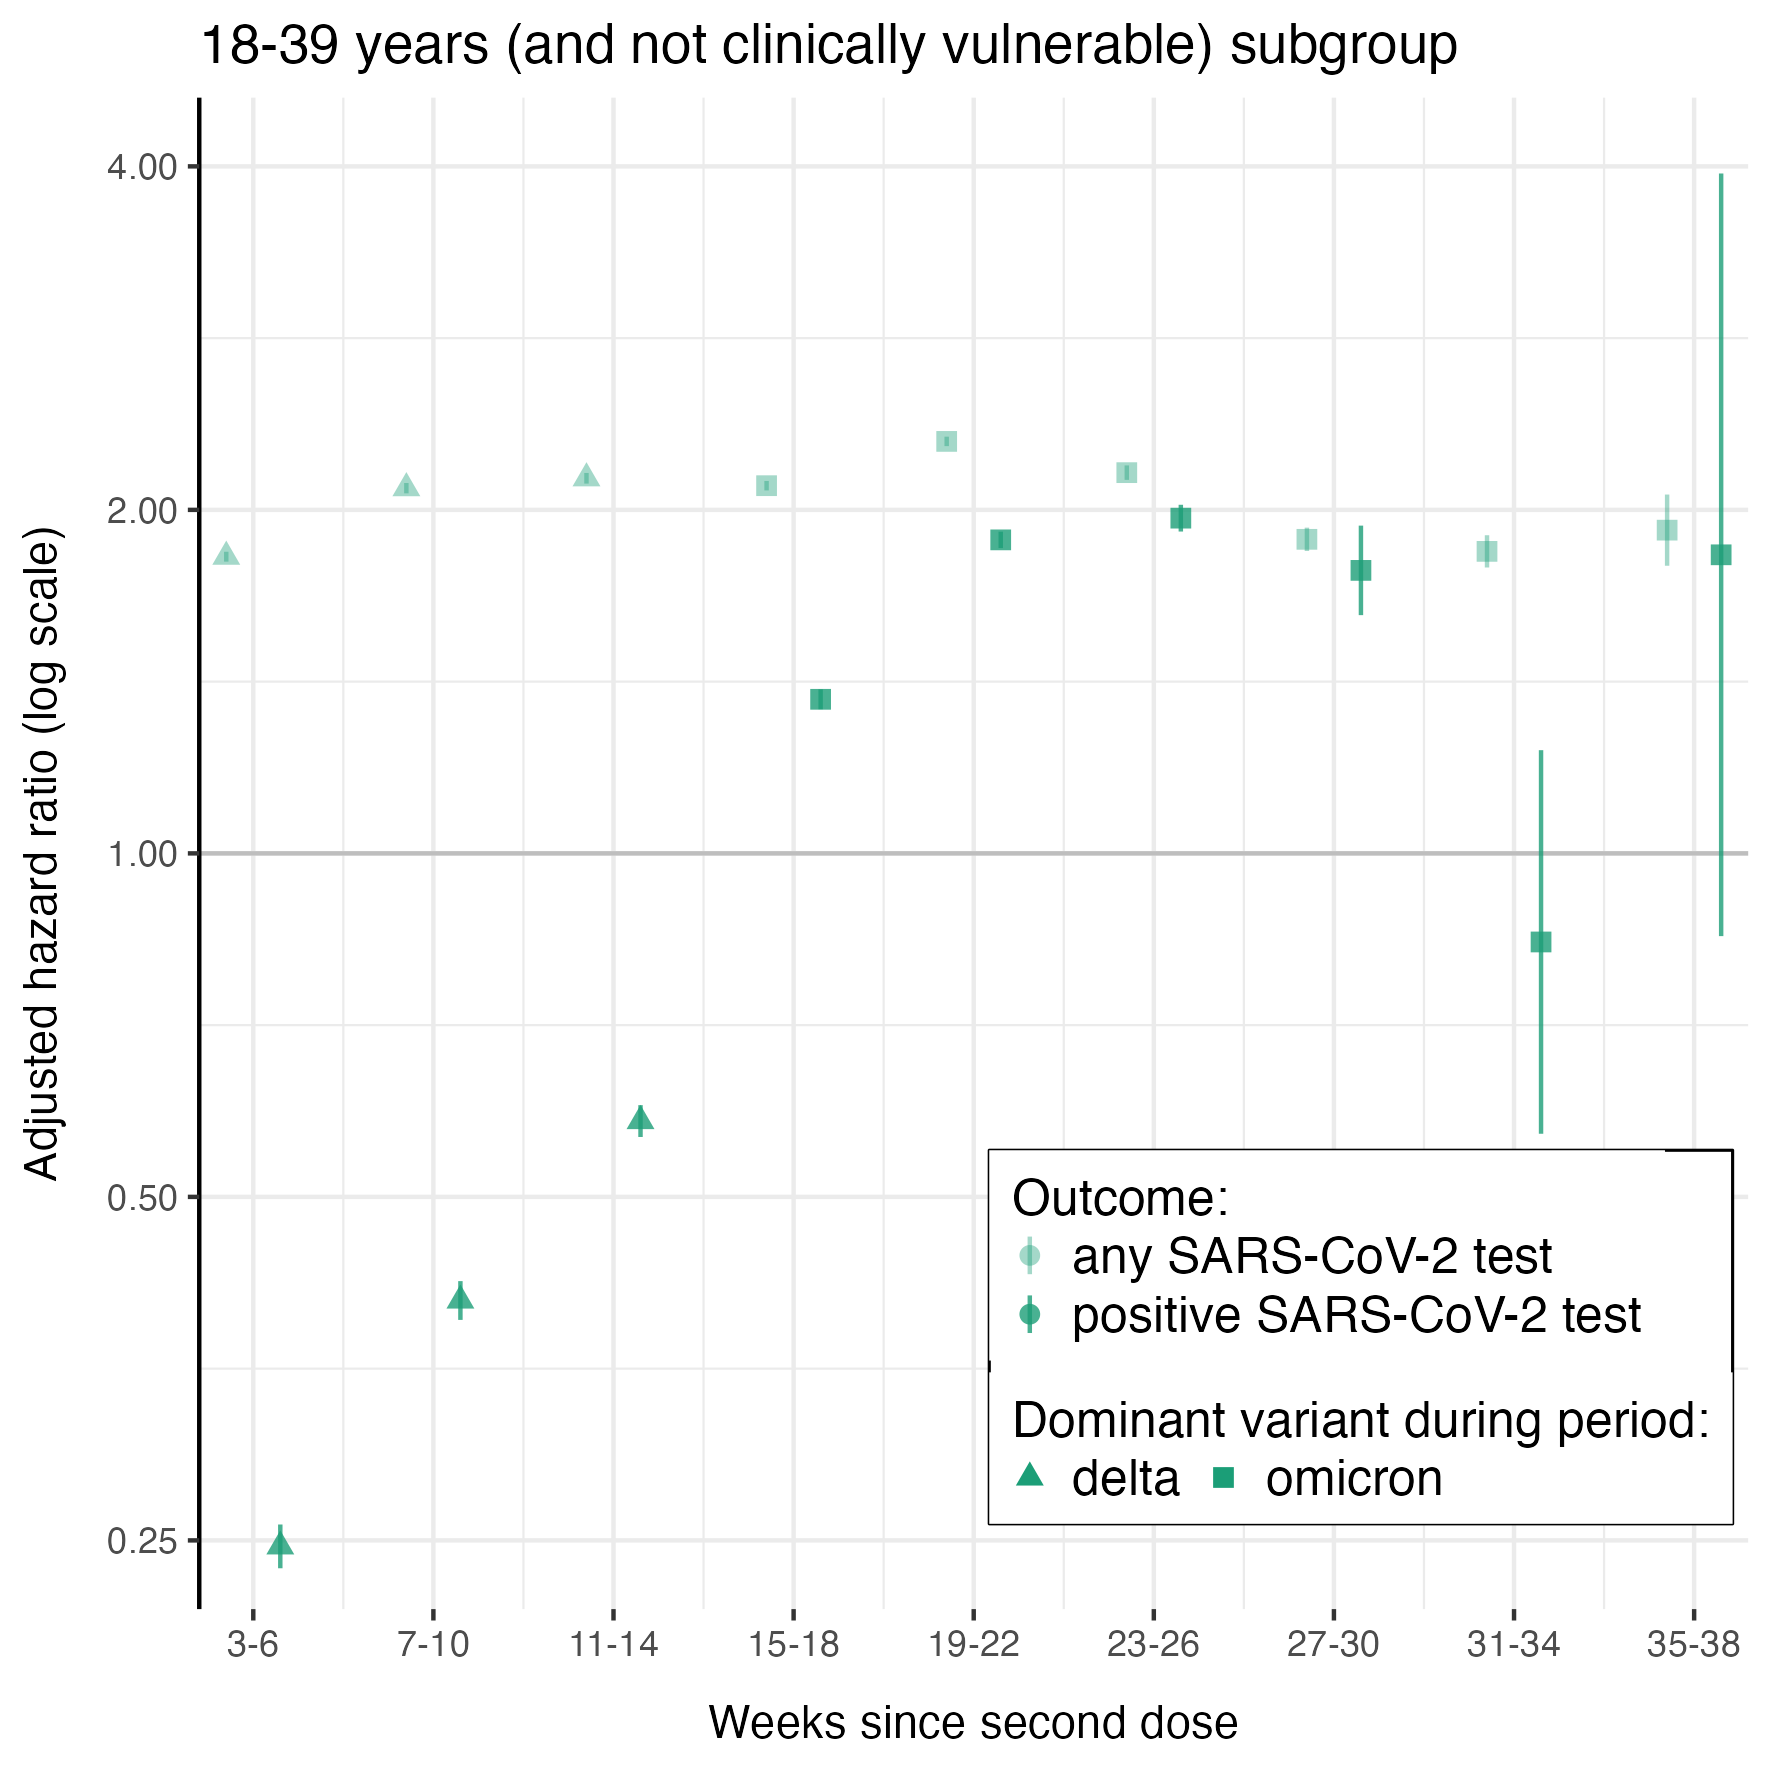 18-39 years (and not clinically vulnerable) subgroup
Adjusted hazard ratio (log scale)
4.00
2.00
1.00
0.50
0.25
Outcome:
any SARS-CoV-2 test
positive SARS-CoV-2 test
Dominant variant during period:
delta omicron
3-6 7-10 11-14 15-18 19-22 23-26 27-30 31-34 35-38
Weeks since second dose